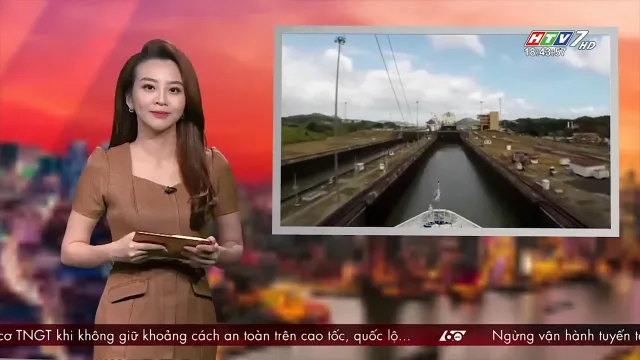 HTV7 HD
18:43:57
cơ TNGT khi không giữ khoảng cách an toàn trên cao tốc, quốc lộ... 60 Ngừng vận hành tuyến t